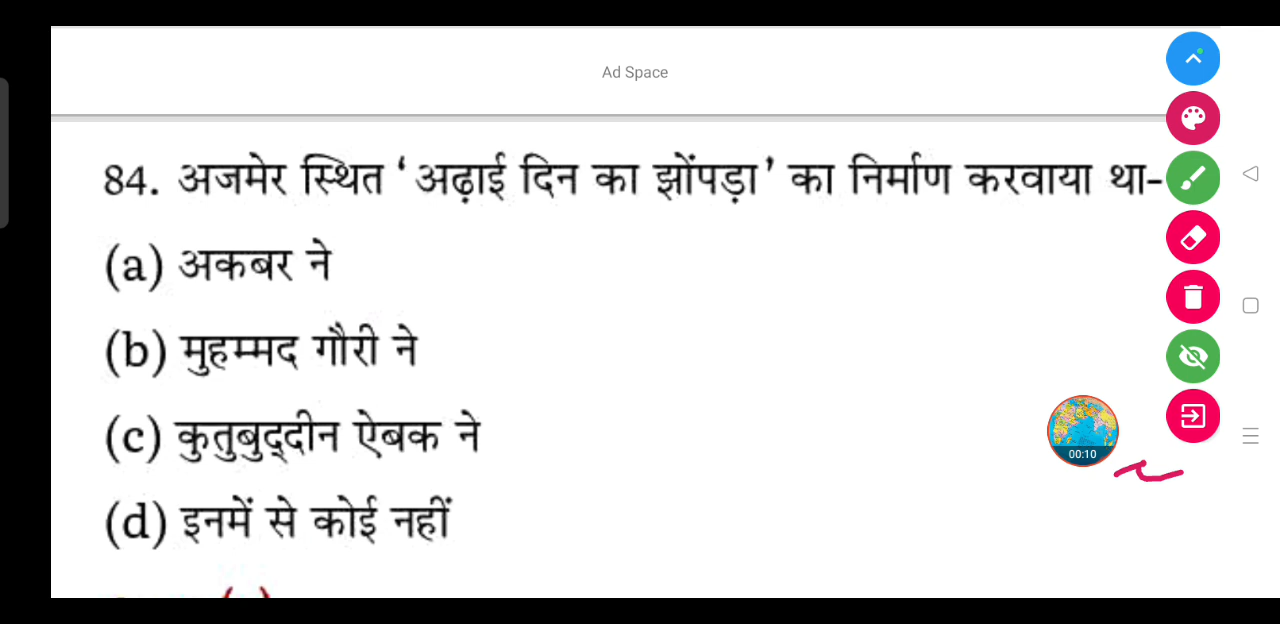 Ad Space
84. अजमेर स्थित ‘अढ़ाई दिन का झोंपड़ा’ का निर्माण करवाया था-
(a) अकबर ने
(b) मुहम्मद गौरी ने
(c) कुतुबुद्दीन ऐबक ने
(d) इनमें से कोई नहीं
00:10